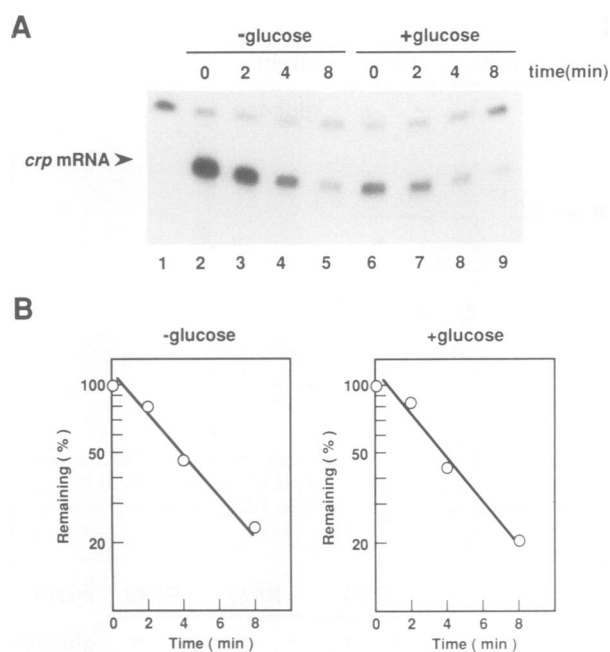 A
-glucose +glucose
0 2 4 8 0 2 4 8 time(min)
crp mRNA ➤
1 2 3 4 5 6 7 8 9
B
-glucose +glucose
100 100
50 50
20 20
Remaining ( % ) Remaining ( % )
0 2 4 6 8 0 2 4 6 8
Time ( min ) Time ( min )